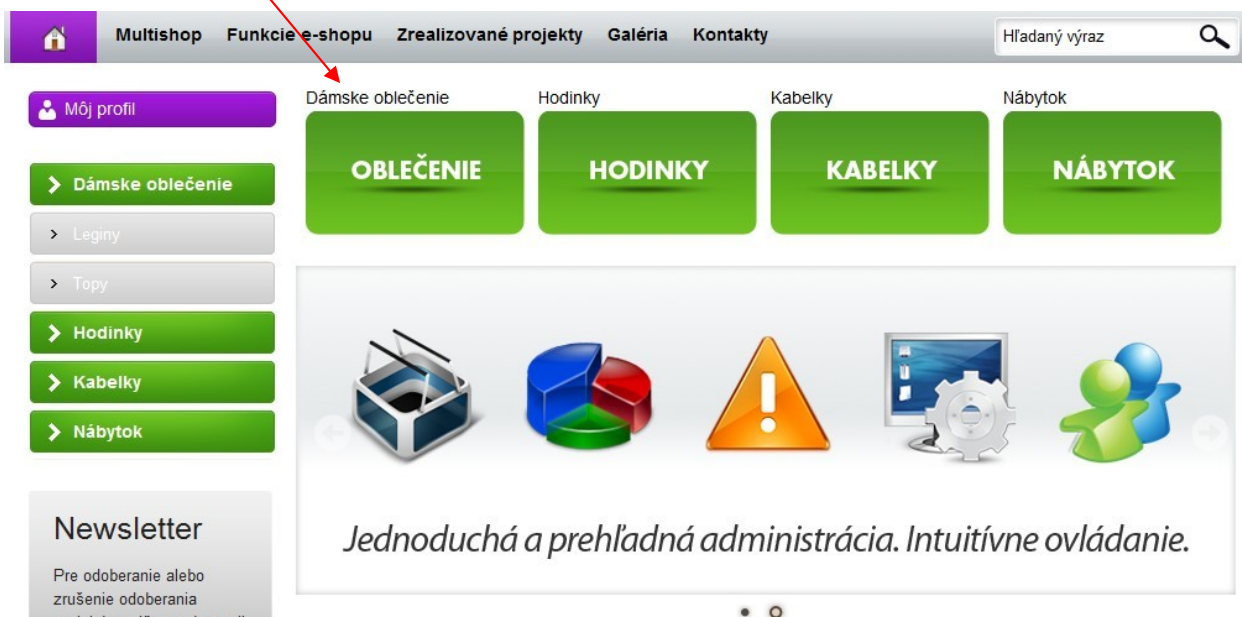 Multishop Funkcie e-shopu Zrealizované projekty Galéria Kontakty Hľadaný výraz
Môj profil
Dámske oblečenie
Leginy
Topy
Hodinky
Kabelky
Nábytok
Newsletter
Pre odoberanie alebo
zrušenie odoberania
Dámske oblečenie Hodinky Kabelky Nábytok
OBLEČENIE HODINKY KABELKY NÁBYTOK
Jednoduchá a prehľadná administrácia. Intuitívne ovládanie.